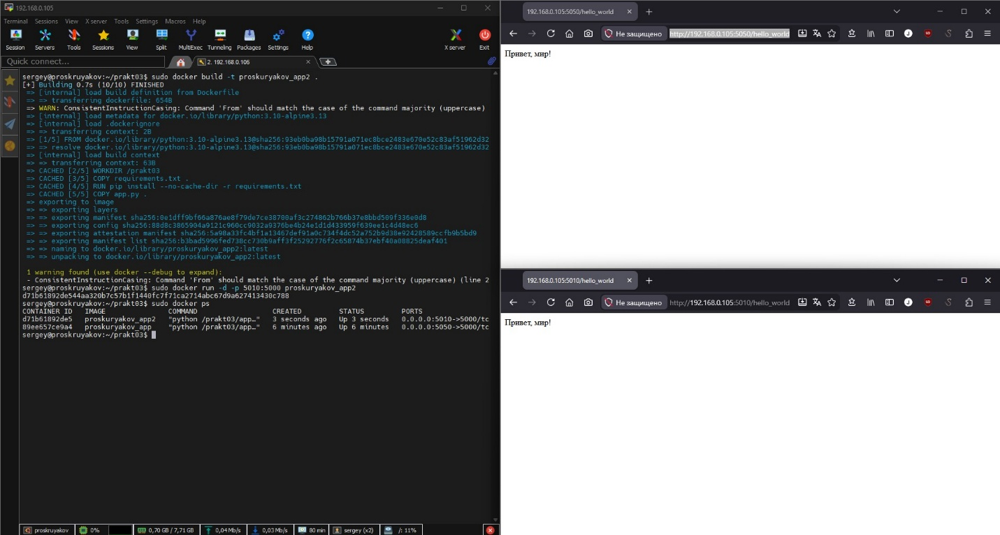 192.168.0.105
Terminal Sessions View X server Tools Settings Macros Help
Session Servers Tools Sessions View Split MultiExec Tunneling Packages Settings Help X server Exit
Quick connect...
2. 192.168.0.105
sergey@proskruyakov:~/prakt03$ sudo docker build -t proskuryakov_app2 .
[+] Building 0.7s (10/10) FINISHED
=> [internal] load build definition from Dockerfile
=> => transferring dockerfile: 654B
=> WARN: ConsistentInstructionCasing: Command 'From' should match the case of the command majority (uppercase)
=> [internal] load metadata for docker.io/library/python:3.10-alpine3.13
=> [internal] load .dockerignore
=> => transferring context: 2B
=> [1/5] FROM docker.io/library/python:3.10-alpine3.13@sha256:93eb0ba98b15791a071ec8bce2483e670e52c83af51962d32
=> => resolve docker.io/library/python:3.10-alpine3.13@sha256:93eb0ba98b15791a071ec8bce2483e670e52c83af51962d32
=> [internal] load build context
=> => transferring context: 63B
=> CACHED [2/5] WORKDIR /prakt03
=> CACHED [3/5] COPY requirements.txt .
=> CACHED [4/5] RUN pip install --no-cache-dir -r requirements.txt
=> CACHED [5/5] COPY app.py .
=> exporting to image
=> => exporting layers
=> => exporting manifest sha256:0e1dff9bf66a876ae8f79de7ce38700af3c274862b766b37e8bbd509f336e0d8
=> => exporting config sha256:88d8c3865904a9121c960cc9032a9376be4b24e1d1d433959f639ee1c4d48ec6
=> => exporting attestation manifest sha256:5a98a33fc4bf1a13467def91a0c734f4dc52a752b9d38e92428589ccfb9b5bd9
=> => exporting manifest list sha256:b3bad5996fed738cc730b9aff3f25292776f2c65874b37ebf40a08825deaf401
=> => naming to docker.io/library/proskuryakov_app2:latest
=> => unpacking to docker.io/library/proskuryakov_app2:latest
1 warning found (use docker --debug to expand):
- ConsistentInstructionCasing: Command 'From' should match the case of the command majority (uppercase) (line 2
sergey@proskruyakov:~/prakt03$ sudo docker run -d -p 5010:5000 proskuryakov_app2
d71b61892de544aa320b7c57b1f1440fc7f71ca2714abc67d9a627413430c788
sergey@proskruyakov:~/prakt03$ sudo docker ps
CONTAINER ID IMAGE COMMAND CREATED STATUS PORTS
d71b61892de5 proskuryakov_app2 "python /prakt03/app…" 3 seconds ago Up 3 seconds 0.0.0.0:5010->5000/tc
89ee657ce9a4 proskuryakov_app "python /prakt03/app…" 6 minutes ago Up 6 minutes 0.0.0.0:5050->5000/tc
sergey@proskruyakov:~/prakt03$
proskruyakov 0% 0,70 GB / 7,71 GB 0,04 Mb/s 0,03 Mb/s 80 min sergey (x2) /: 11%
192.168.0.105:5050/hello_world
Не защищено http://192.168.0.105:5050/hello_world
Привет, мир!
192.168.0.105:5010/hello_world
Не защищено http://192.168.0.105:5010/hello_world
Привет, мир!